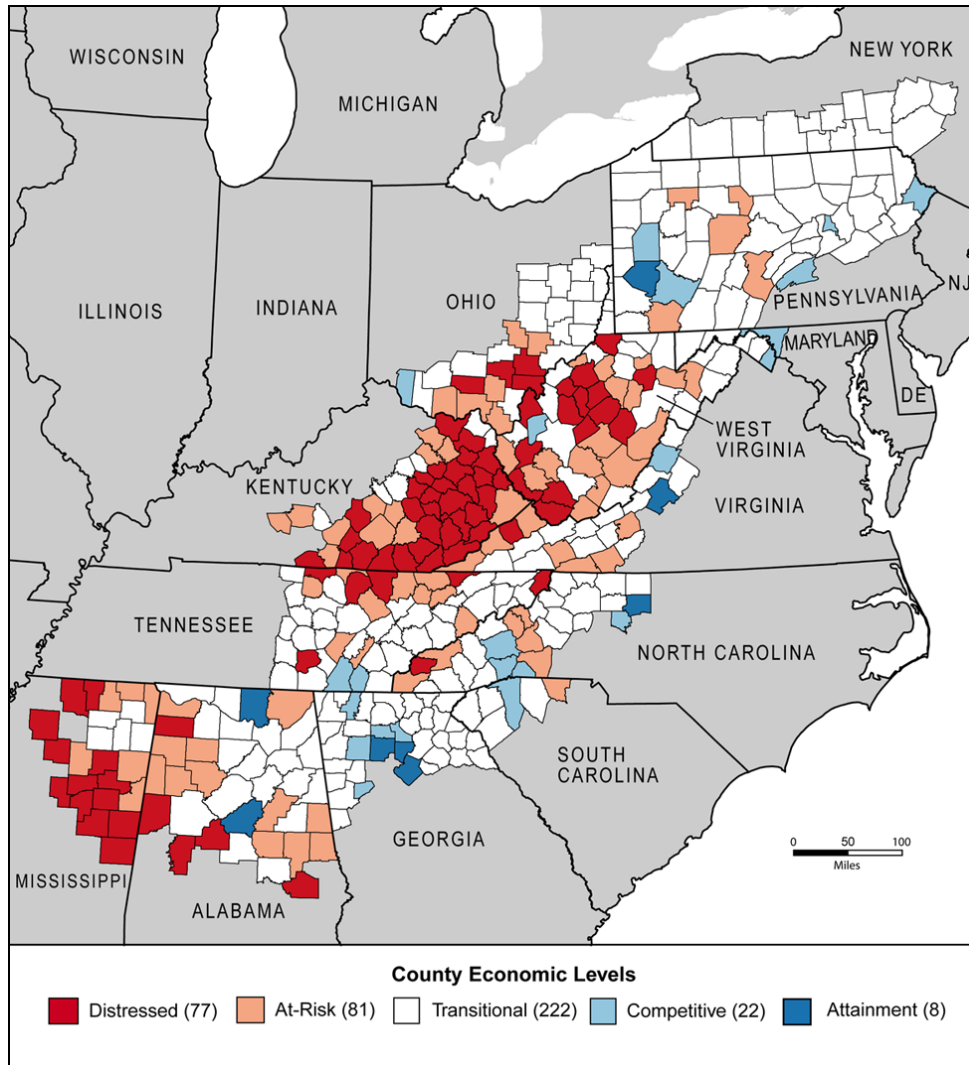 WISCONSIN
NEW YORK
MICHIGAN
ILLINOIS
INDIANA
OHIO
PENNSYLVANIA
NJ
MARYLAND
DE
WEST
VIRGINIA
KENTUCKY
VIRGINIA
TENNESSEE
NORTH CAROLINA
SOUTH
CAROLINA
GEORGIA
MISSISSIPPI
ALABAMA
0 50 100
Miles
County Economic Levels
Distressed (77) At-Risk (81) Transitional (222) Competitive (22) Attainment (8)